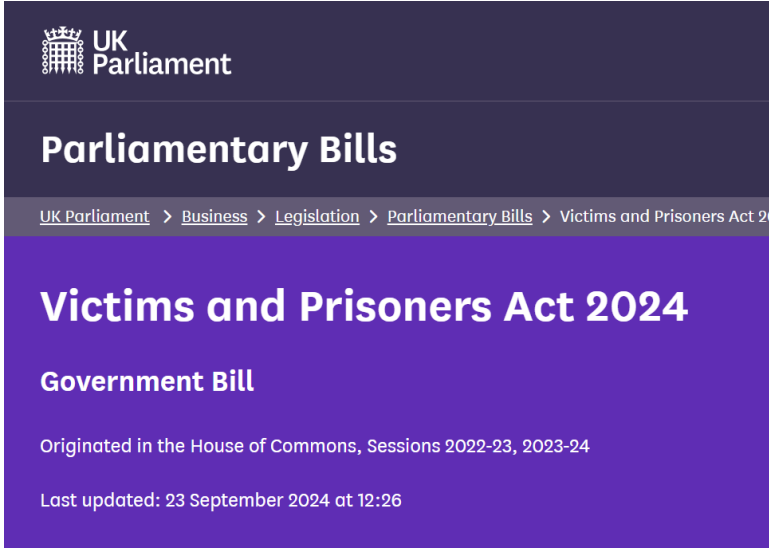 UK
Parliament
Parliamentary Bills
UK Parliament > Business > Legislation > Parliamentary Bills > Victims and Prisoners Act
Victims and Prisoners Act 2024
Government Bill
Originated in the House of Commons, Sessions 2022-23, 2023-24
Last updated: 23 September 2024 at 12:26